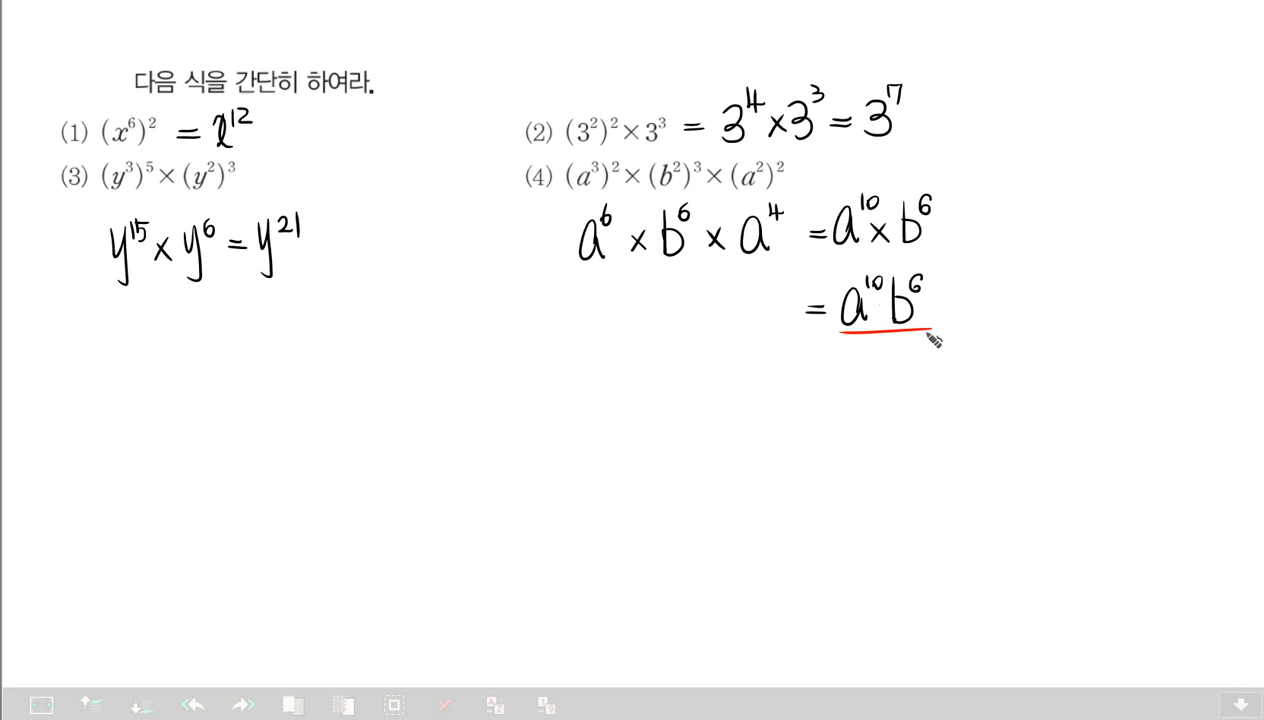 다음 식을 간단히 하여라.
(1) (x⁶)² = x¹²
(2) (3²)² × 3³ = 3⁴ × 3³ = 3⁷
(3) (y³)⁵ × (y²)³
(4) (a³)² × (b²)³ × (a²)²
y¹⁵ × y⁶ = y²¹
a⁶ × b⁶ × a⁴ = a¹⁰ × b⁶
= a¹⁰b⁶